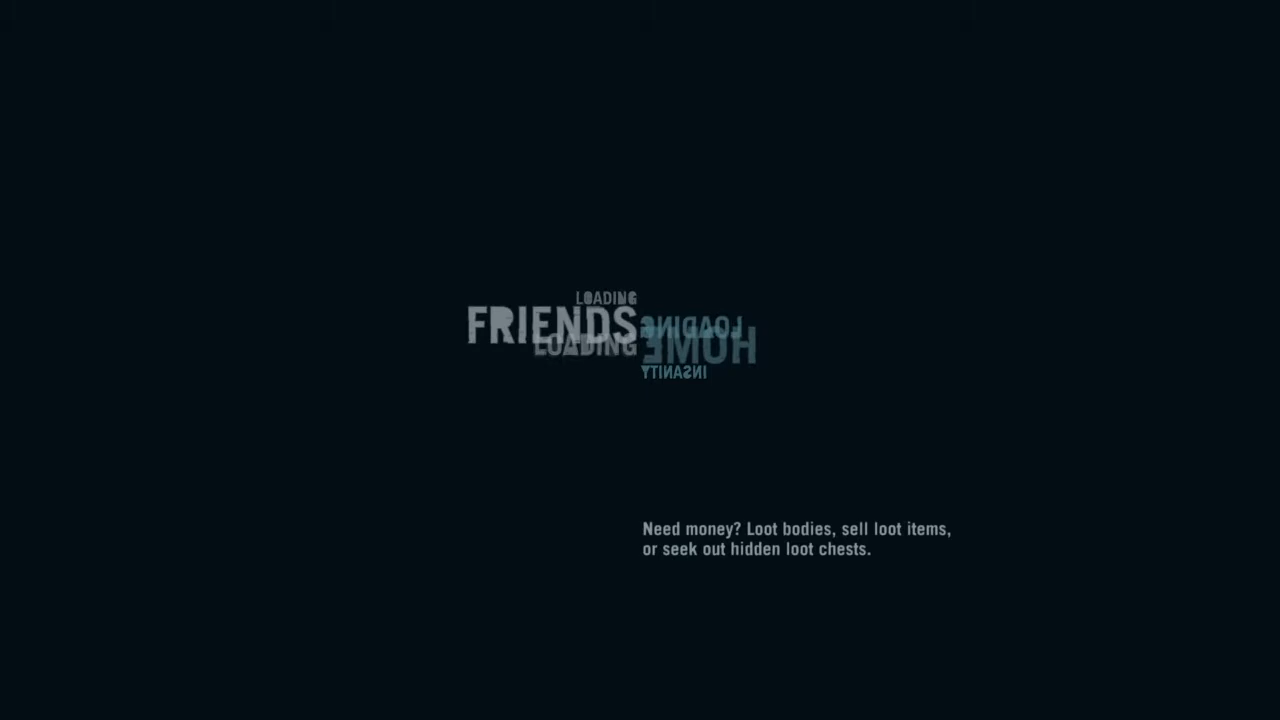 LOADING
FRIENDS
LOADING
LOADING
HOME
INSANITY
Need money? Loot bodies, sell loot items,
or seek out hidden loot chests.